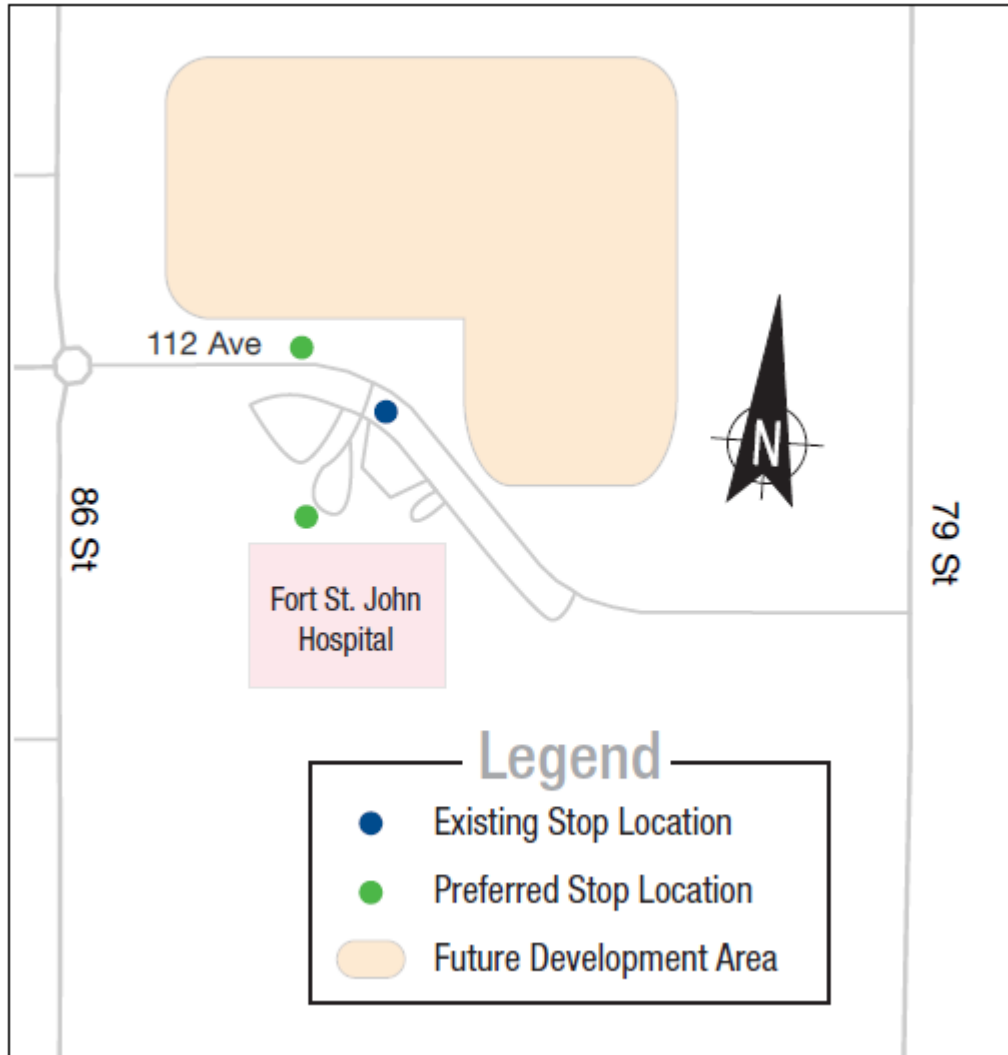 112 Ave
86 St
N
79 St
Fort St. John
Hospital
Legend
Existing Stop Location
Preferred Stop Location
Future Development Area